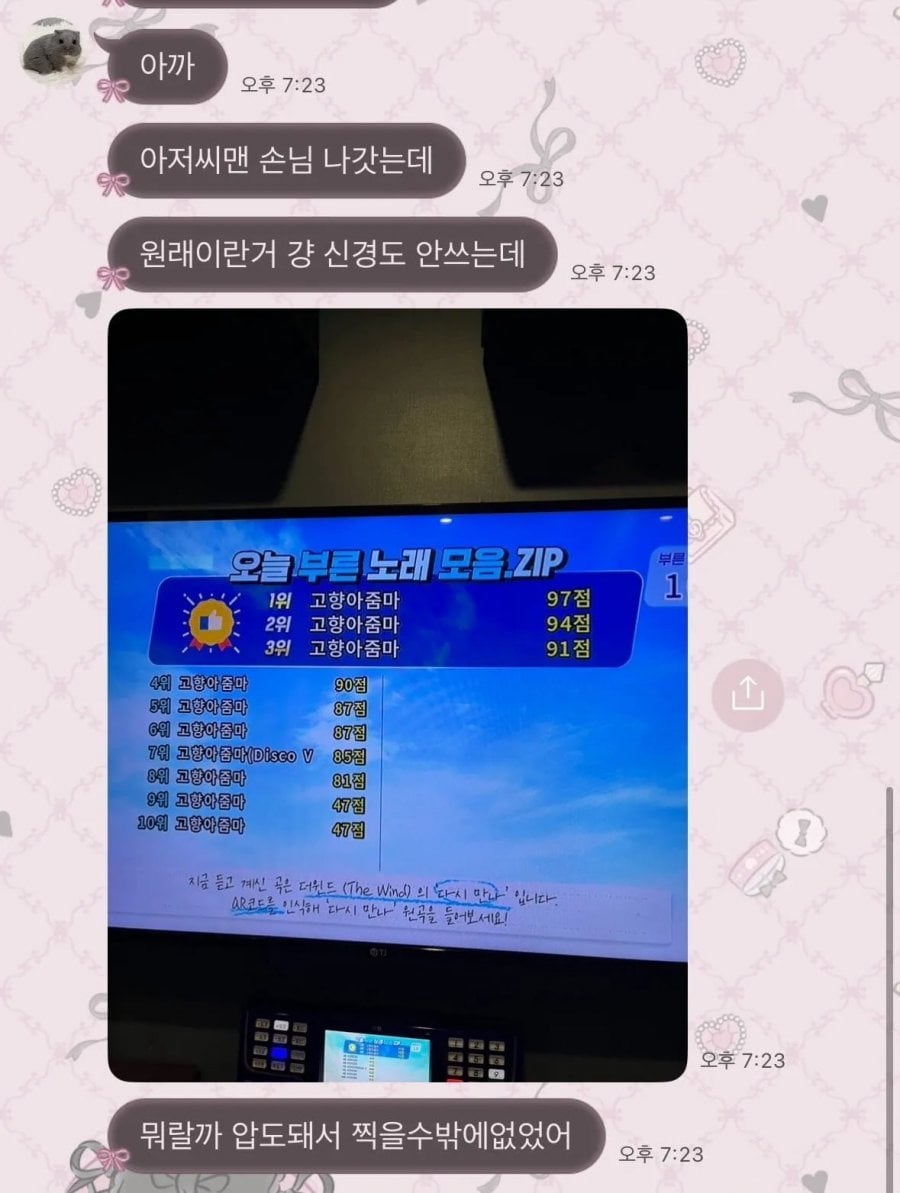 아까
오후 7:23
아저씨맨 손님 나갓는데
오후 7:23
원래이란거 걍 신경도 안쓰는데
오후 7:23
오늘 부른 노래 모음.ZIP
부른
1
1위 고향아줌마 97점
2위 고향아줌마 94점
3위 고향아줌마 91점
4위 고향아줌마 90점
5위 고향아줌마 87점
6위 고향아줌마 87점
7위 고향아줌마(Disco V 85점
8위 고향아줌마 81점
9위 고향아줌마 47점
10위 고향아줌마 47점
지금 듣고 계신 곡은 더윈드 (The Wind) 의 '다시 만나' 입니다.
QR코드를 인식해 '다시 만나' 원곡을 들어보세요!
TJ
오후 7:23
뭐랄까 압도돼서 찍을수밖에없었어
오후 7:23